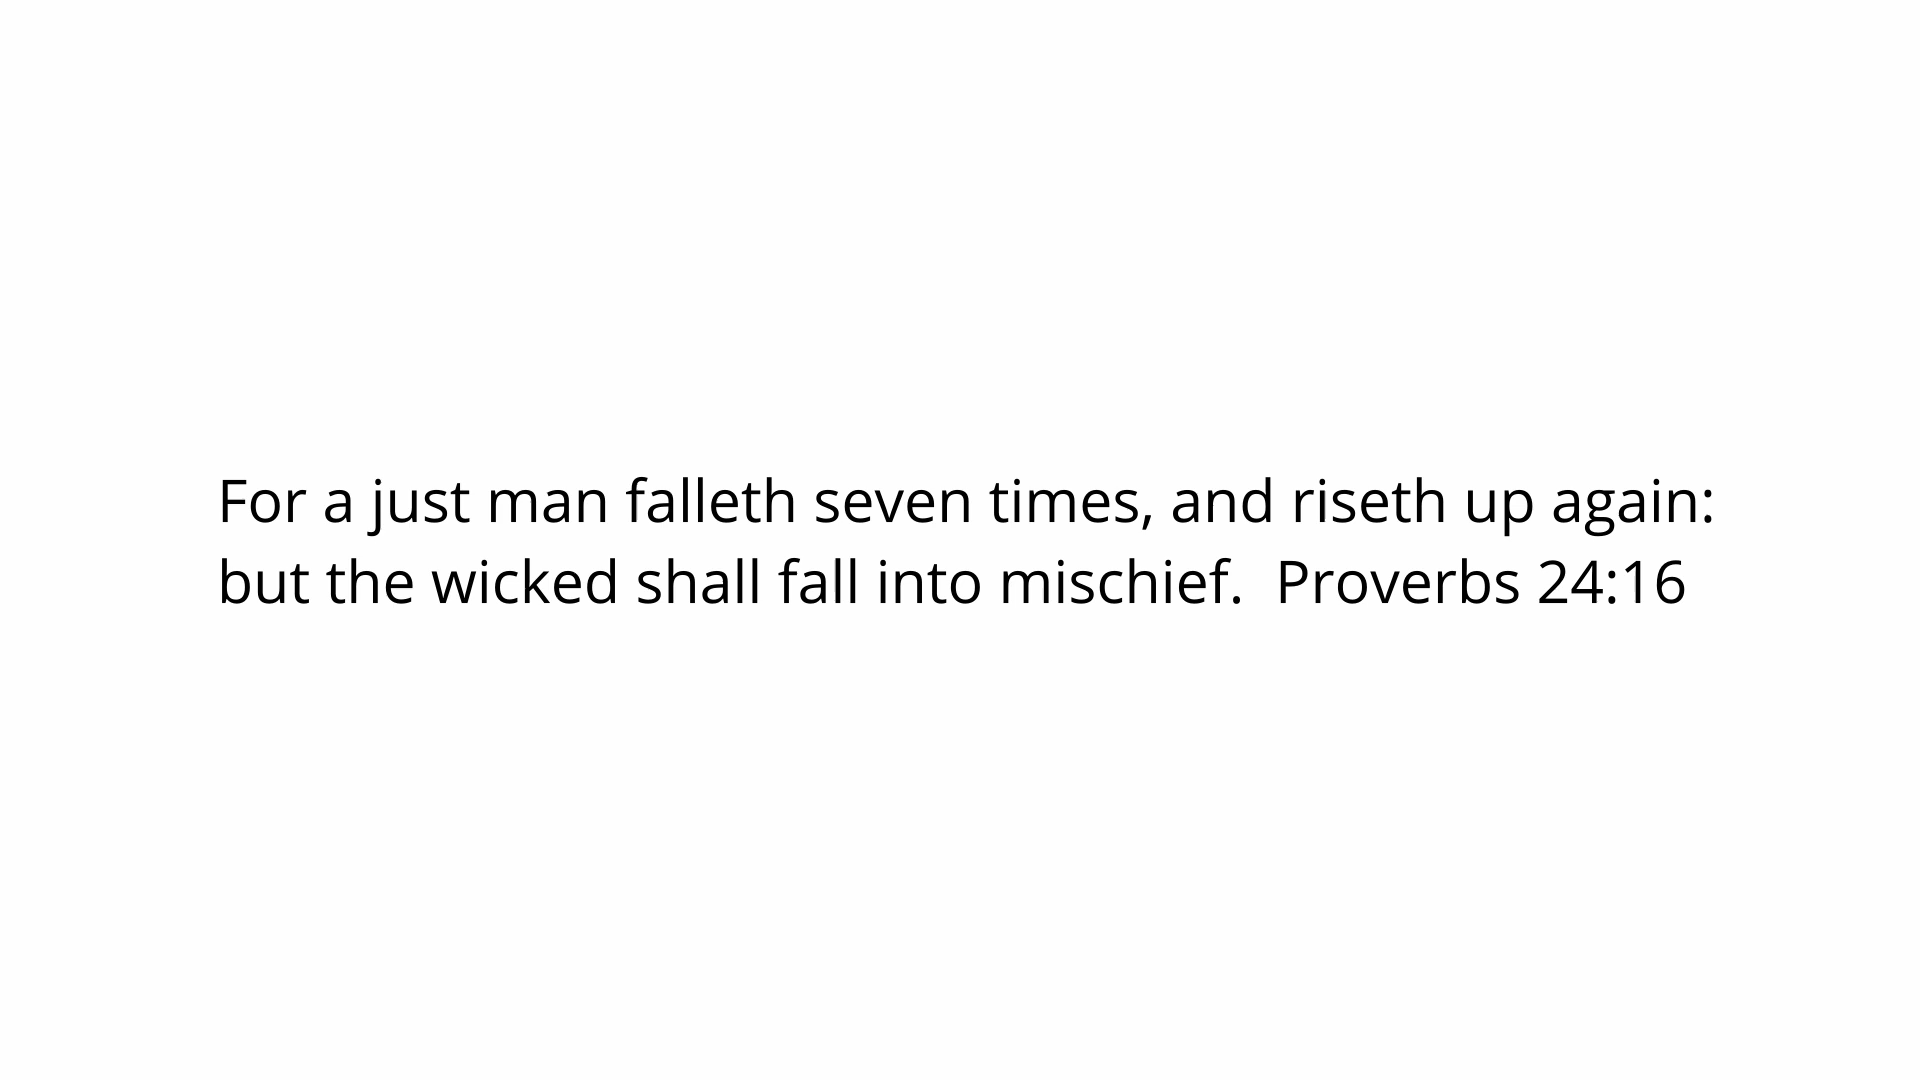 For a just man falleth seven times, and riseth up again:
but the wicked shall fall into mischief.  Proverbs 24:16